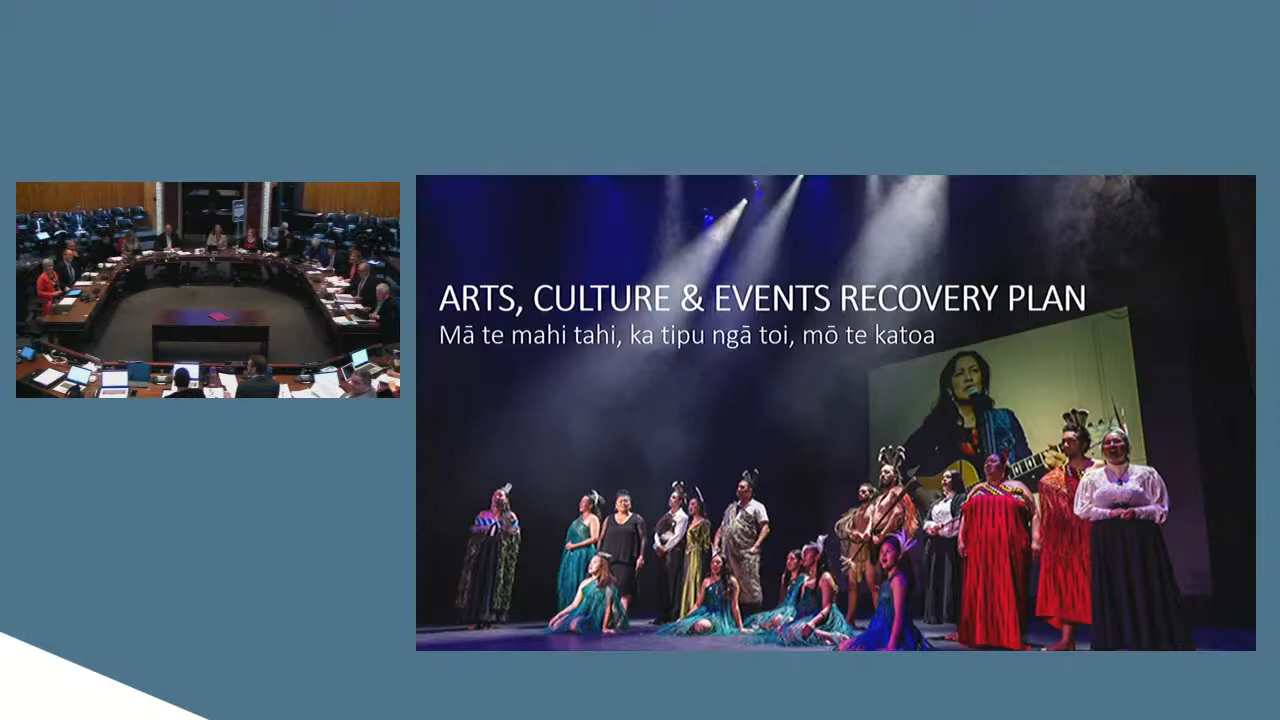 ARTS, CULTURE & EVENTS RECOVERY PLAN
Mā te mahi tahi, ka tipu ngā toi, mō te katoa